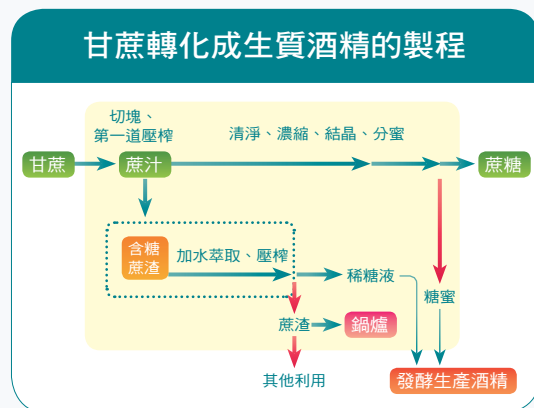 甘蔗轉化成生質酒精的製程
切塊、
第一道壓榨
清淨、濃縮、結晶、分蜜
甘蔗
蔗汁
蔗糖
含糖
蔗渣
加水萃取、壓榨
稀糖液
糖蜜
蔗渣
鍋爐
其他利用
發酵生產酒精